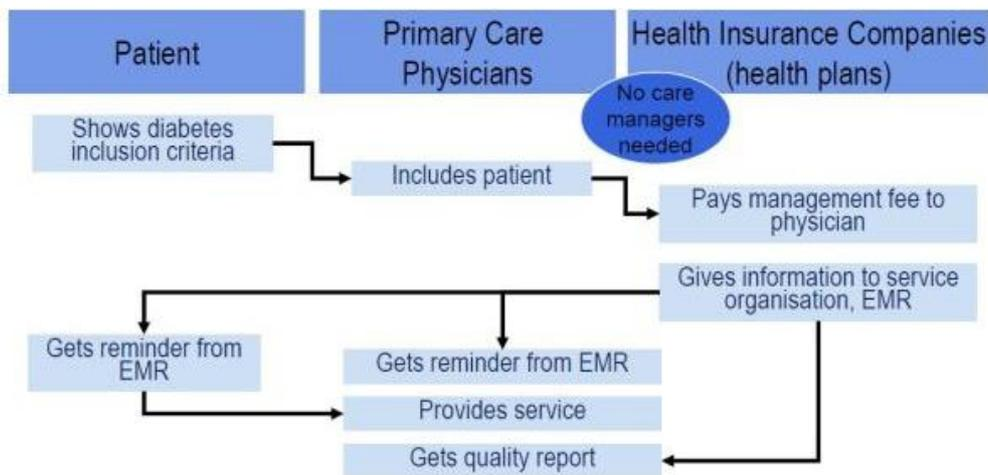 Patient
Primary Care
Physicians
Health Insurance Companies
(health plans)
No care
managers
needed
Shows diabetes
inclusion criteria
Includes patient
Pays management fee to
physician
Gives information to service
organisation, EMR
Gets reminder from
EMR
Gets reminder from EMR
Provides service
Gets quality report